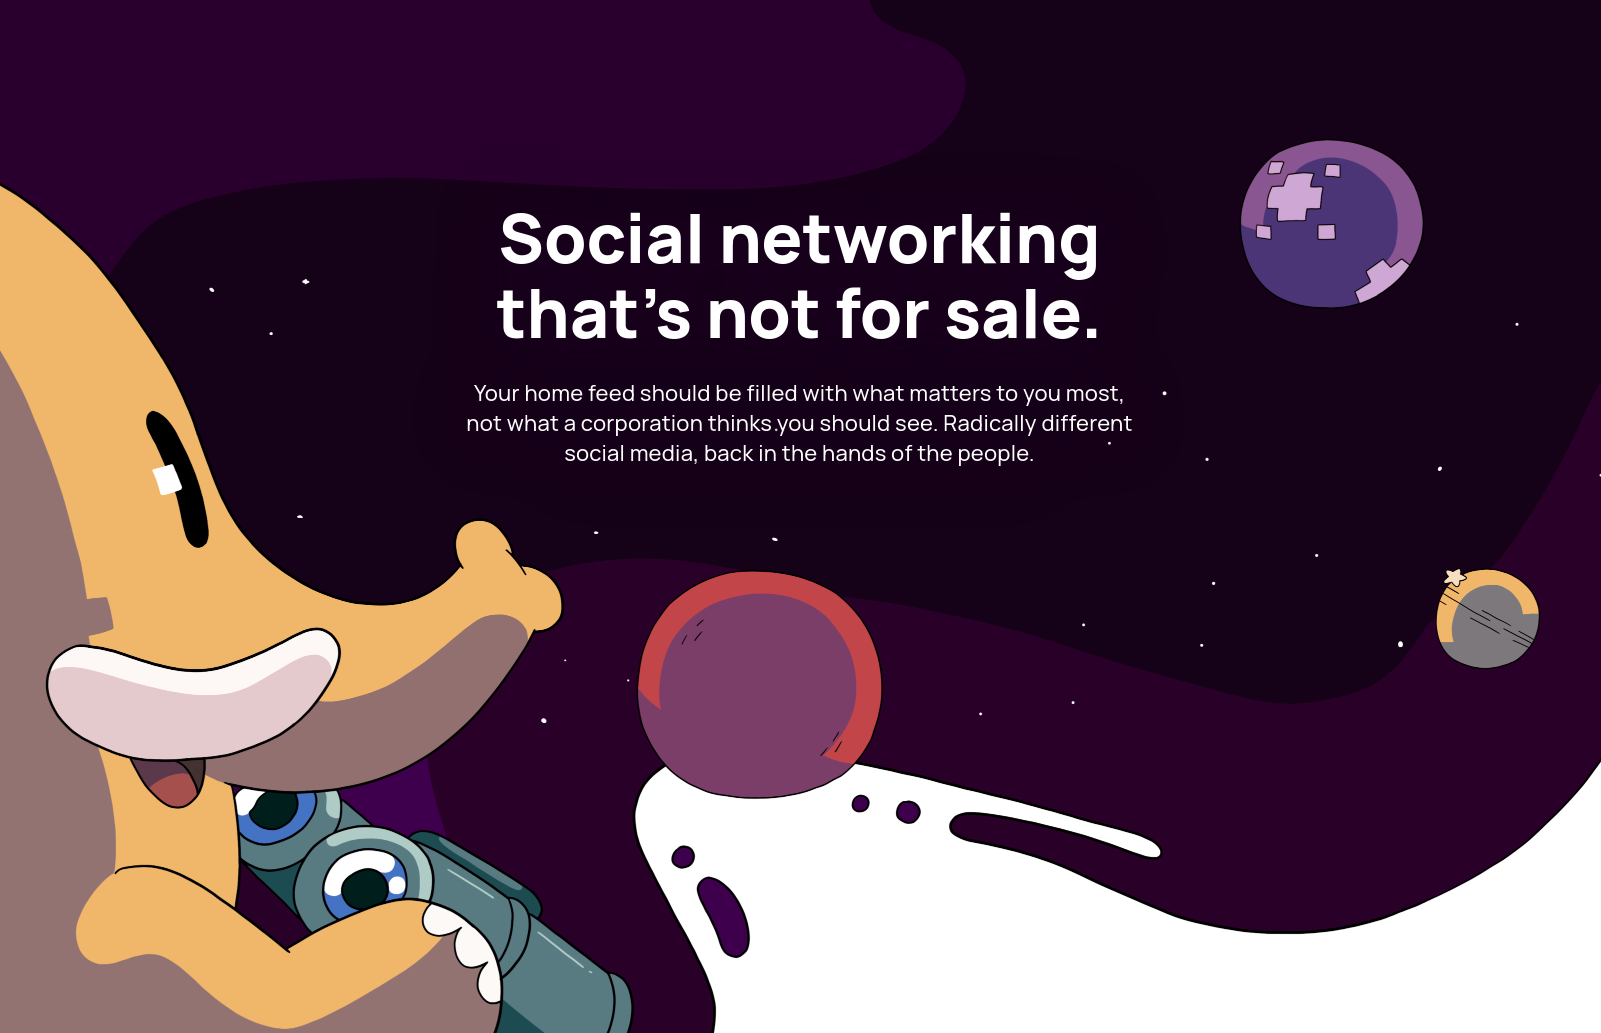 Social networking
that’s not for sale.
Your home feed should be filled with what matters to you most,
not what a corporation thinks you should see. Radically different
social media, back in the hands of the people.